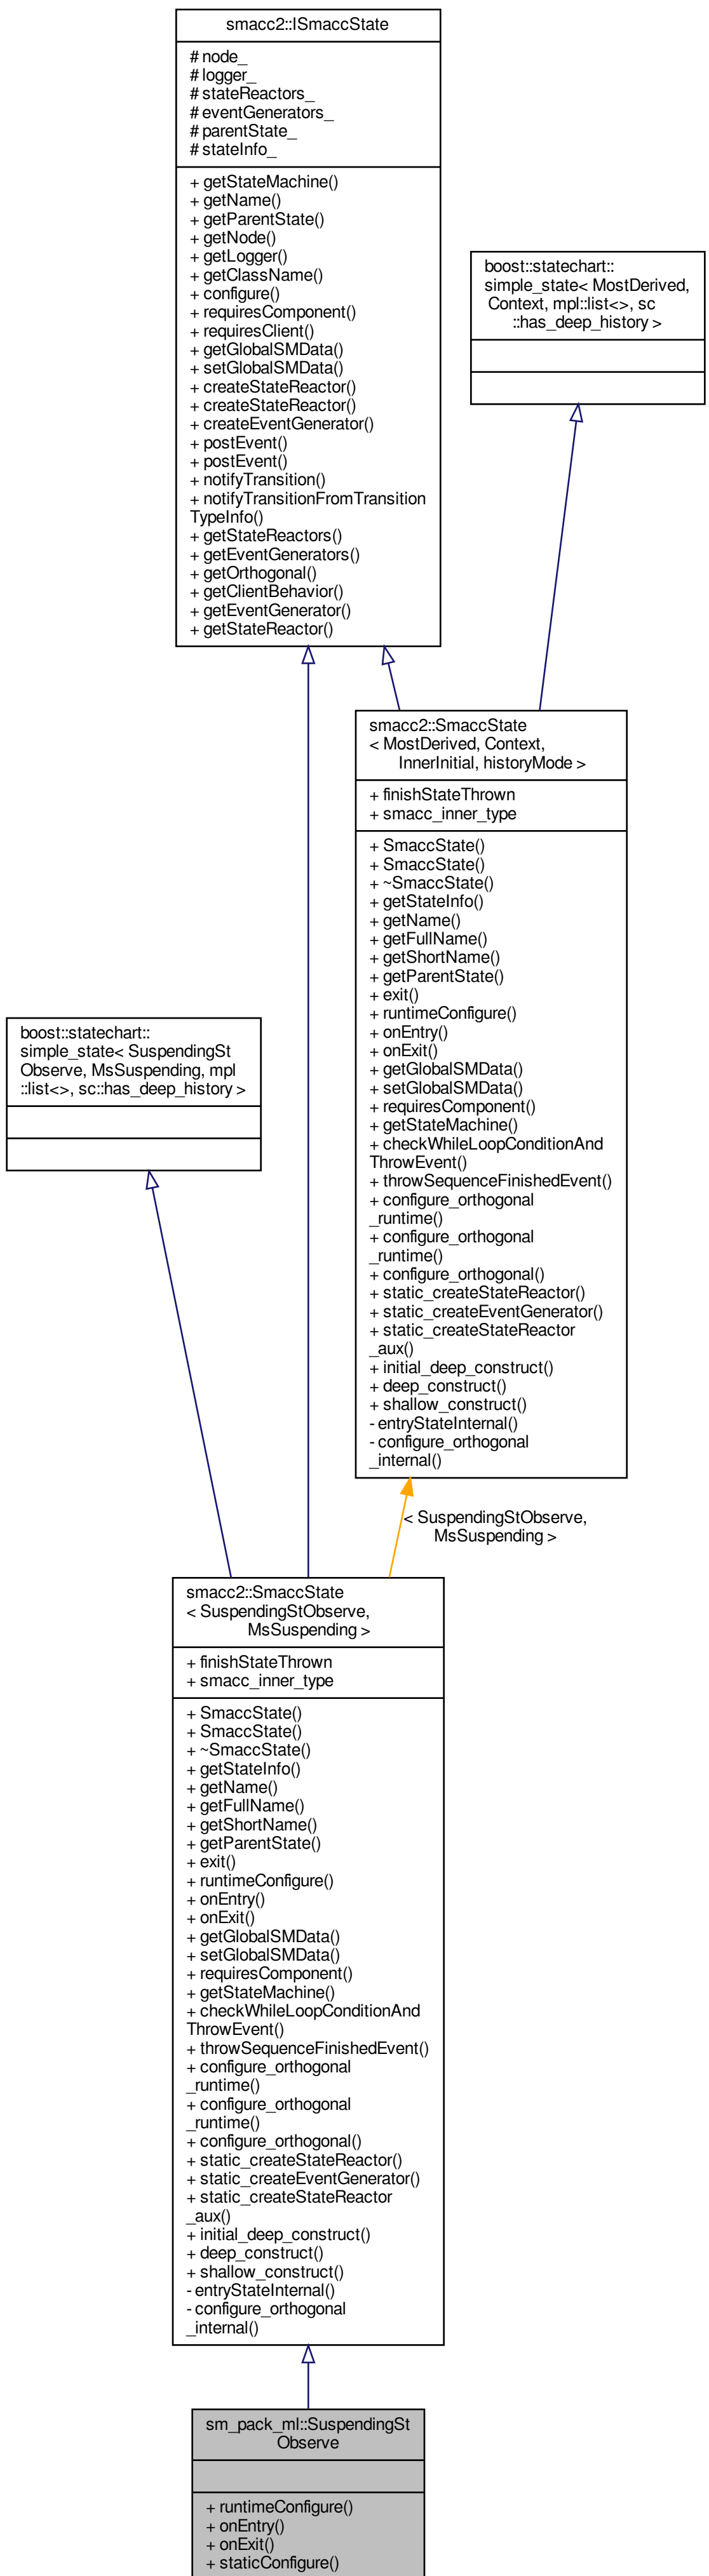 smacc2::ISmaccState
# node_
# logger_
# stateReactors_
# eventGenerators_
# parentState_
# stateInfo_
+ getStateMachine()
+ getName()
+ getParentState()
+ getNode()
+ getLogger()
+ getClassName()
+ configure()
+ requiresComponent()
+ requiresClient()
+ getGlobalSMData()
+ setGlobalSMData()
+ createStateReactor()
+ createStateReactor()
+ createEventGenerator()
+ postEvent()
+ postEvent()
+ notifyTransition()
+ notifyTransitionFromTransition
TypeInfo()
+ getStateReactors()
+ getEventGenerators()
+ getOrthogonal()
+ getClientBehavior()
+ getEventGenerator()
+ getStateReactor()
boost::statechart::
simple_state< MostDerived,
Context, mpl::list<>, sc
::has_deep_history >
smacc2::SmaccState
< MostDerived, Context,
InnerInitial, historyMode >
+ finishStateThrown
+ smacc_inner_type
+ SmaccState()
+ SmaccState()
+ ~SmaccState()
+ getStateInfo()
+ getName()
+ getFullName()
+ getShortName()
+ getParentState()
+ exit()
+ runtimeConfigure()
+ onEntry()
+ onExit()
+ getGlobalSMData()
+ setGlobalSMData()
+ requiresComponent()
+ getStateMachine()
+ checkWhileLoopConditionAnd
ThrowEvent()
+ throwSequenceFinishedEvent()
+ configure_orthogonal
_runtime()
+ configure_orthogonal
_runtime()
+ configure_orthogonal()
+ static_createStateReactor()
+ static_createEventGenerator()
+ static_createStateReactor
_aux()
+ initial_deep_construct()
+ deep_construct()
+ shallow_construct()
- entryStateInternal()
- configure_orthogonal
_internal()
boost::statechart::
simple_state< SuspendingSt
Observe, MsSuspending, mpl
::list<>, sc::has_deep_history >
< SuspendingStObserve,
MsSuspending >
smacc2::SmaccState
< SuspendingStObserve,
MsSuspending >
+ finishStateThrown
+ smacc_inner_type
+ SmaccState()
+ SmaccState()
+ ~SmaccState()
+ getStateInfo()
+ getName()
+ getFullName()
+ getShortName()
+ getParentState()
+ exit()
+ runtimeConfigure()
+ onEntry()
+ onExit()
+ getGlobalSMData()
+ setGlobalSMData()
+ requiresComponent()
+ getStateMachine()
+ checkWhileLoopConditionAnd
ThrowEvent()
+ throwSequenceFinishedEvent()
+ configure_orthogonal
_runtime()
+ configure_orthogonal
_runtime()
+ configure_orthogonal()
+ static_createStateReactor()
+ static_createEventGenerator()
+ static_createStateReactor
_aux()
+ initial_deep_construct()
+ deep_construct()
+ shallow_construct()
- entryStateInternal()
- configure_orthogonal
_internal()
sm_pack_ml::SuspendingSt
Observe
+ runtimeConfigure()
+ onEntry()
+ onExit()
+ staticConfigure()